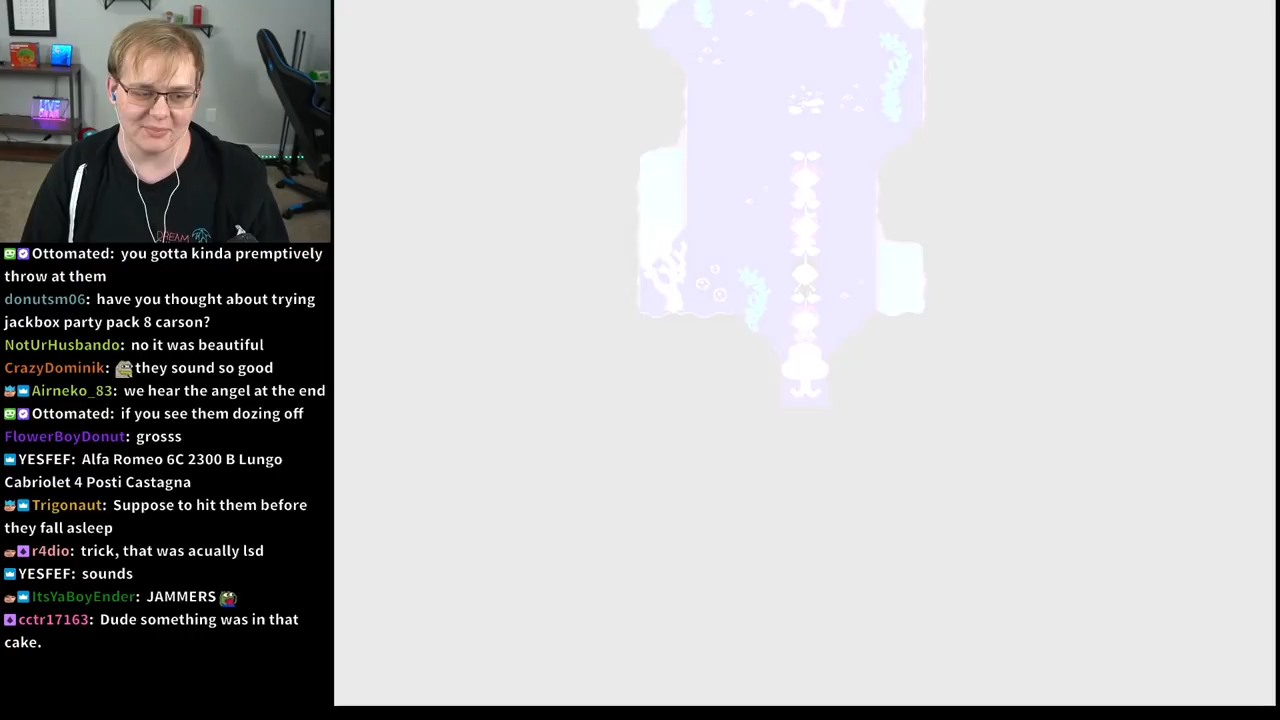 LIVE
ON AIR
DREAM
Ottomated: you gotta kinda premptively
throw at them
donutsm06: have you thought about trying
jackbox party pack 8 carson?
NotUrHusbando: no it was beautiful
CrazyDominik: they sound so good
Airneko_83: we hear the angel at the end
Ottomated: if you see them dozing off
FlowerBoyDonut: grosss
YESFEF: Alfa Romeo 6C 2300 B Lungo
Cabriolet 4 Posti Castagna
Trigonaut: Suppose to hit them before
they fall asleep
r4dio: trick, that was acually lsd
YESFEF: sounds
ItsYaBoyEnder: JAMMERS
cctr17163: Dude something was in that
cake.